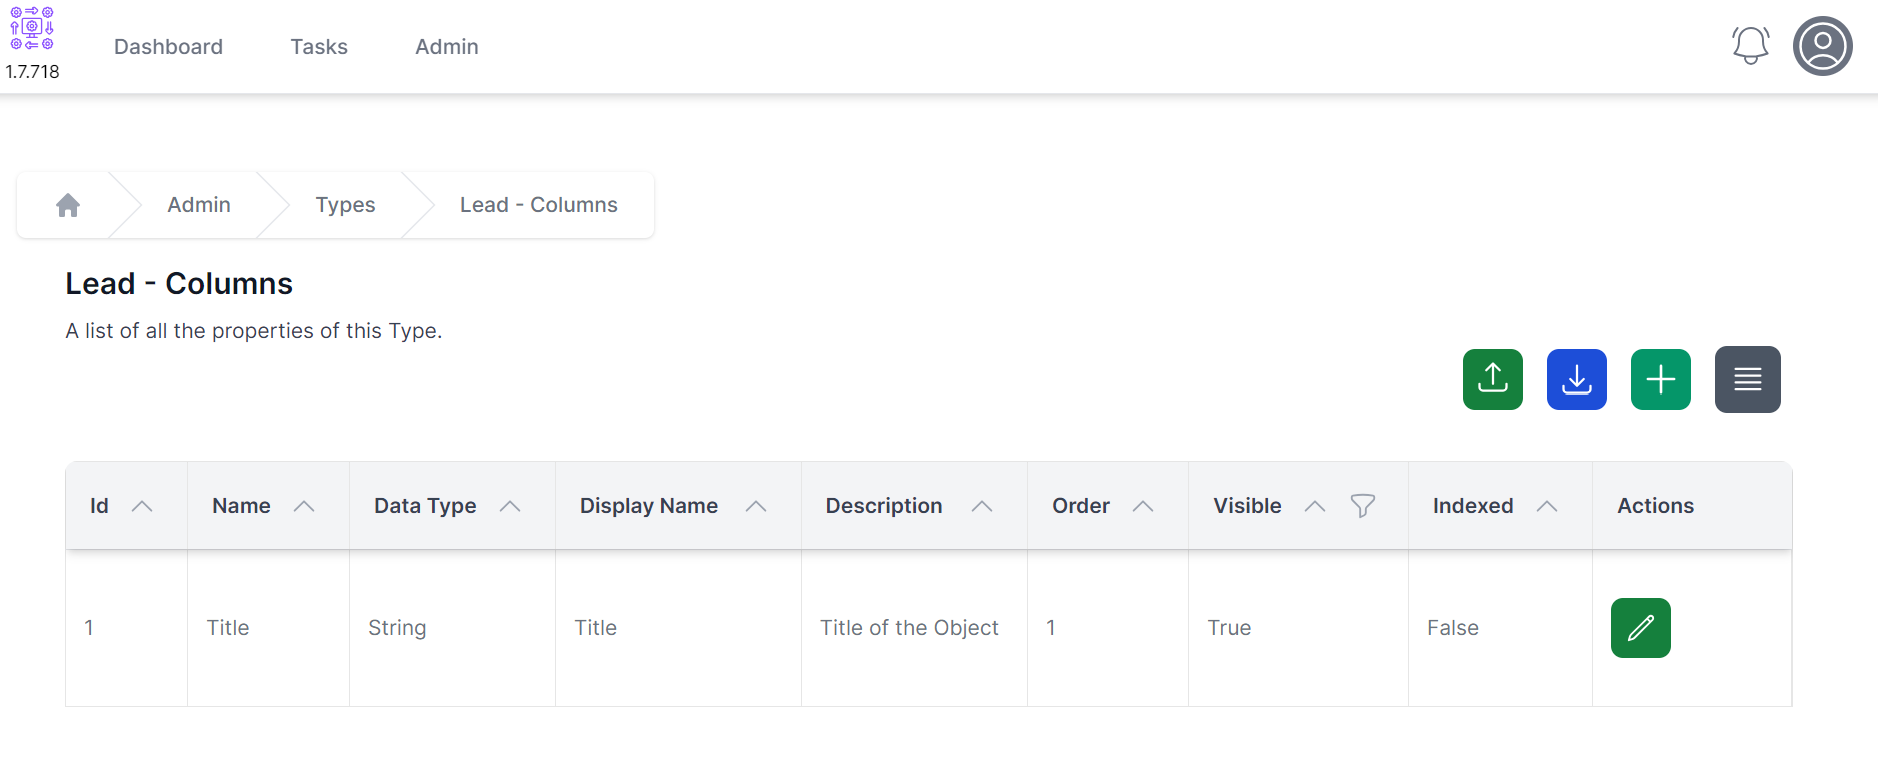 Dashboard Tasks Admin
1.7.718
Admin Types Lead - Columns
Lead - Columns
A list of all the properties of this Type.
Id Name Data Type Display Name Description Order Visible Indexed Actions
1 Title String Title Title of the Object 1 True False